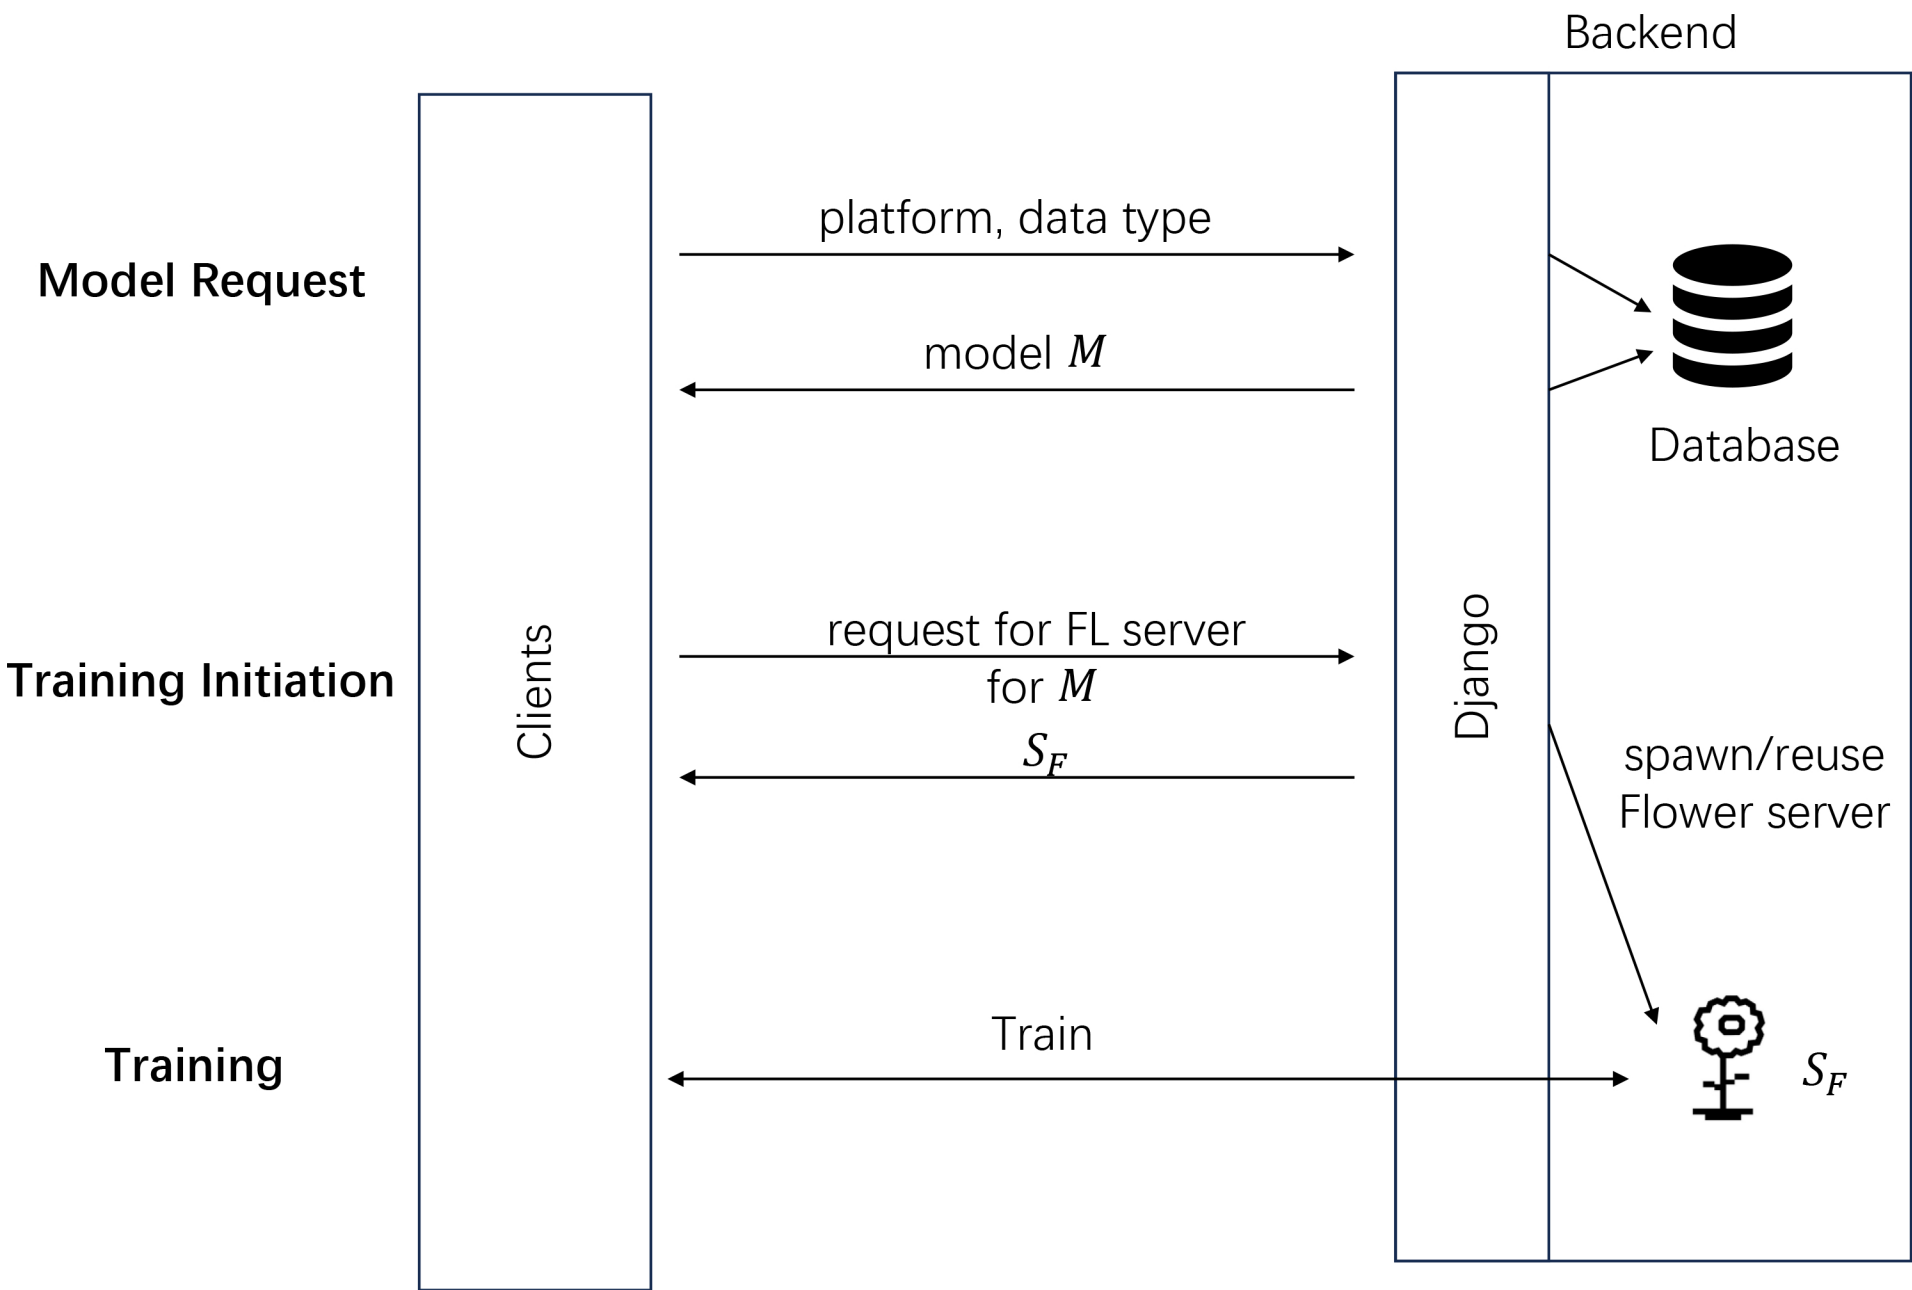 Backend
platform, data type
Model Request
model M
Database
Clients
Django
request for FL server
for M
Training Initiation
S_F
spawn/reuse
Flower server
Train
Training
S_F